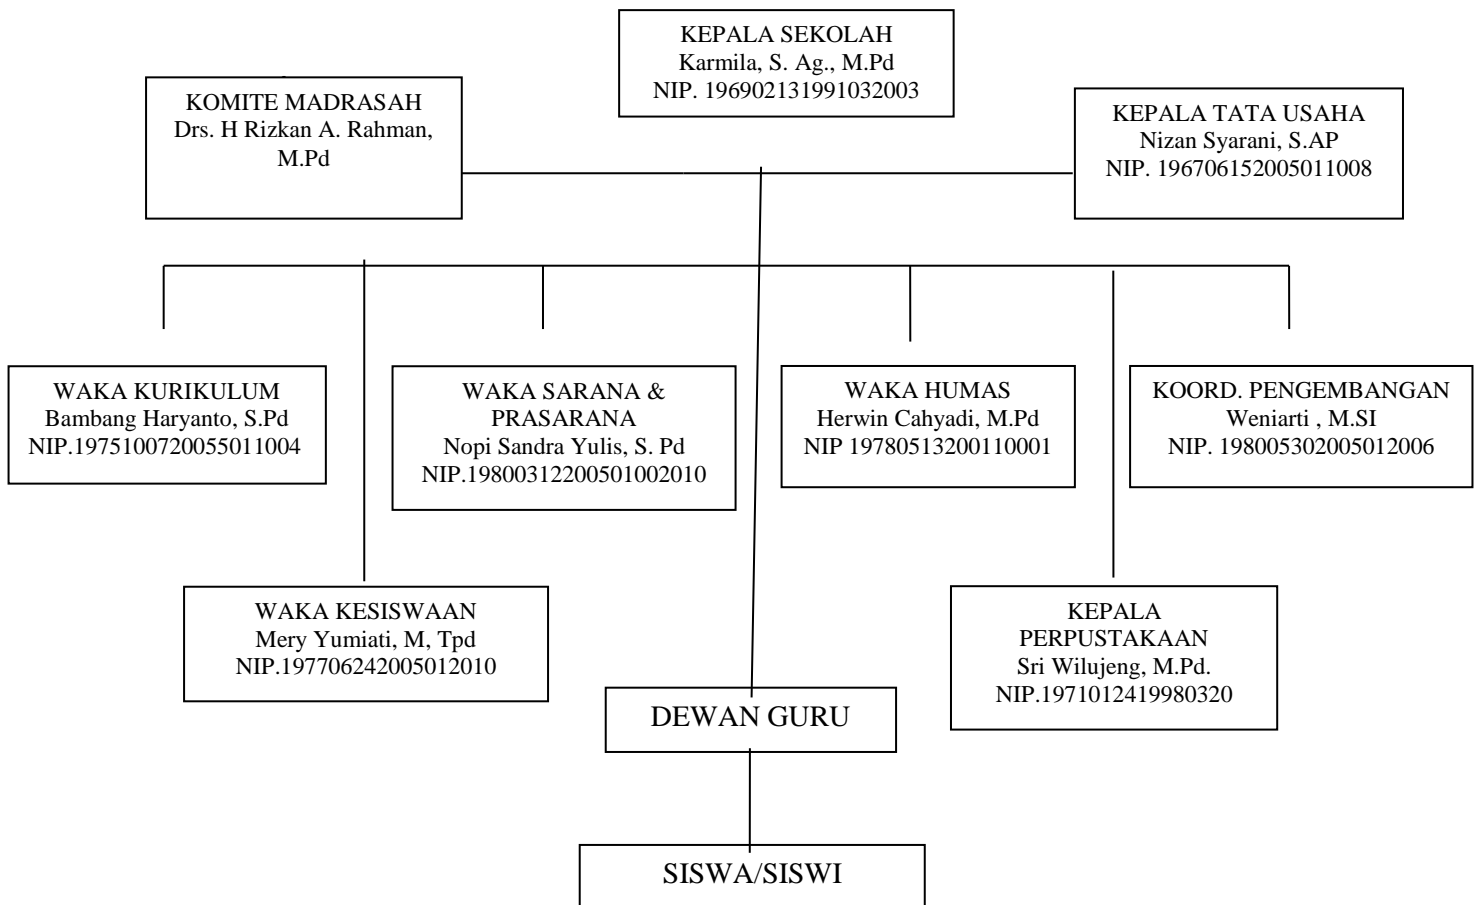 KEPALA SEKOLAH
Karmila, S. Ag., M.Pd
NIP. 196902131991032003
KOMITE MADRASAH
Drs. H Rizkan A. Rahman,
M.Pd
KEPALA TATA USAHA
Nizan Syarani, S.AP
NIP. 196706152005011008
WAKA KURIKULUM
Bambang Haryanto, S.Pd
NIP.1975100720055011004
WAKA SARANA &
PRASARANA
Nopi Sandra Yulis, S. Pd
NIP.19800312200501002010
WAKA HUMAS
Herwin Cahyadi, M.Pd
NIP 19780513200110001
KOORD. PENGEMBANGAN
Weniarti , M.SI
NIP. 198005302005012006
WAKA KESISWAAN
Mery Yumiati, M, Tpd
NIP.197706242005012010
KEPALA
PERPUSTAKAAN
Sri Wilujeng, M.Pd.
NIP.1971012419980320
DEWAN GURU
SISWA/SISWI